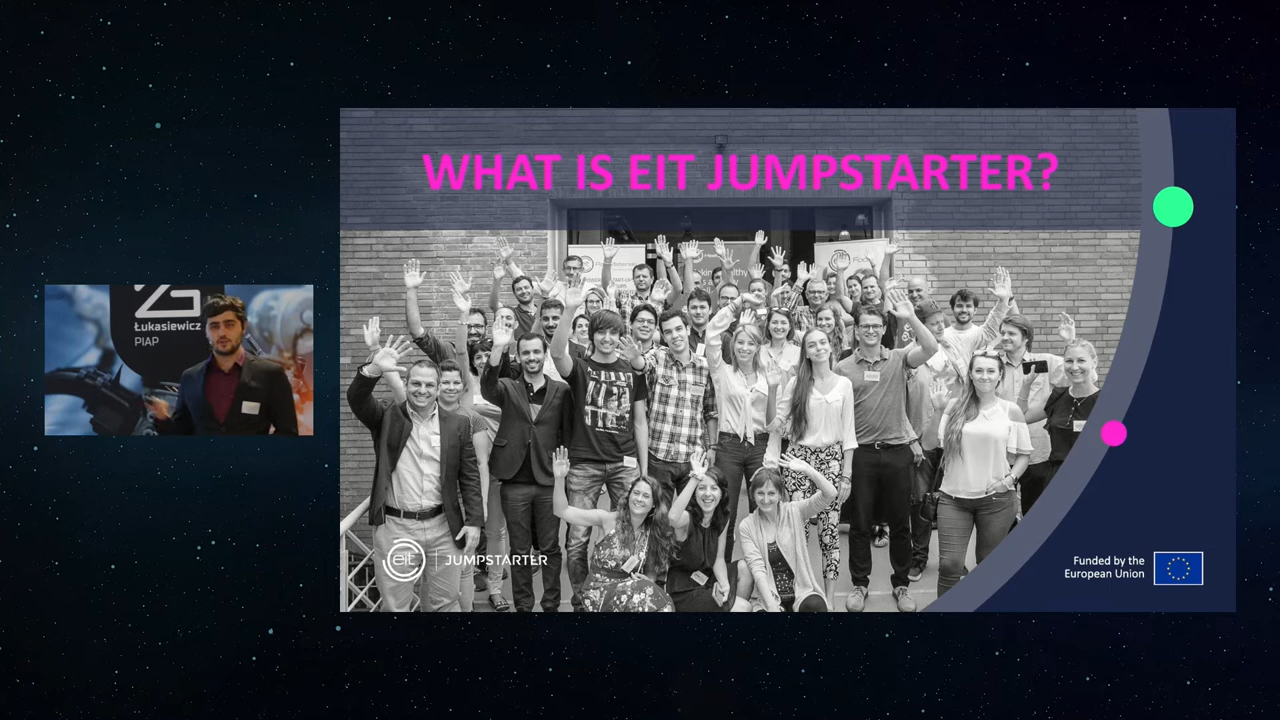 Łukasiewicz
PIAP
WHAT IS EIT JUMPSTARTER?
eit
JUMPSTARTER
Funded by the
European Union